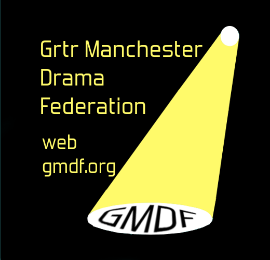 Grtr Manchester
Drama
Federation
web
gmdf.org
GMDF